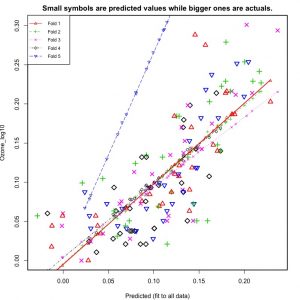 Small symbols are predicted values while bigger ones are actuals.
Fold 1
Fold 2
Fold 3
Fold 4
Fold 5
0.30
0.25
0.20
0.15
0.10
0.05
0.00
Ozone_log10
0.00
0.05
0.10
0.15
0.20
Predicted (fit to all data)